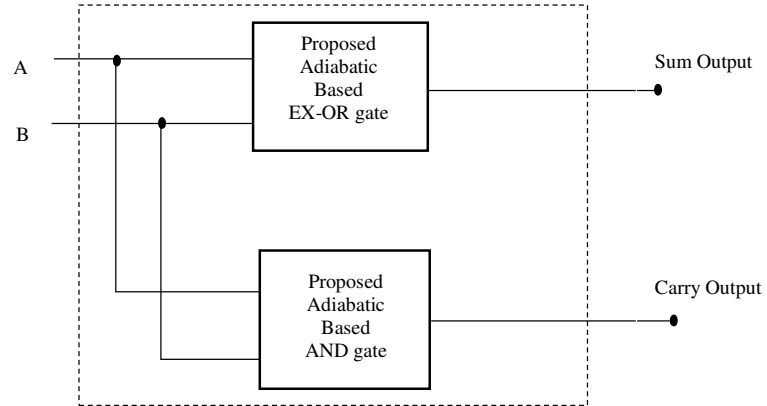 A
B
Proposed
Adiabatic
Based
EX-OR gate
Sum Output
Proposed
Adiabatic
Based
AND gate
Carry Output